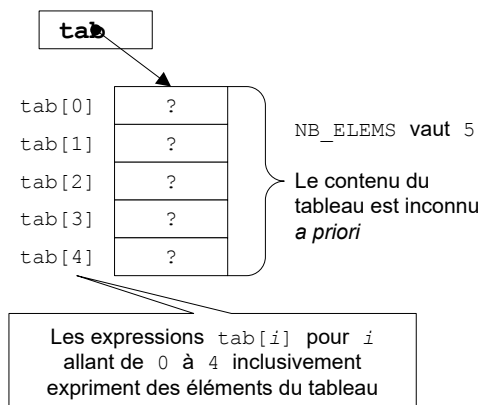 tab
tab[0] ?
tab[1] ?
tab[2] ?
tab[3] ?
tab[4] ?
NB_ELEMS vaut 5
Le contenu du
tableau est inconnu
a priori
Les expressions tab[i] pour i
allant de 0 à 4 inclusivement
expriment des éléments du tableau